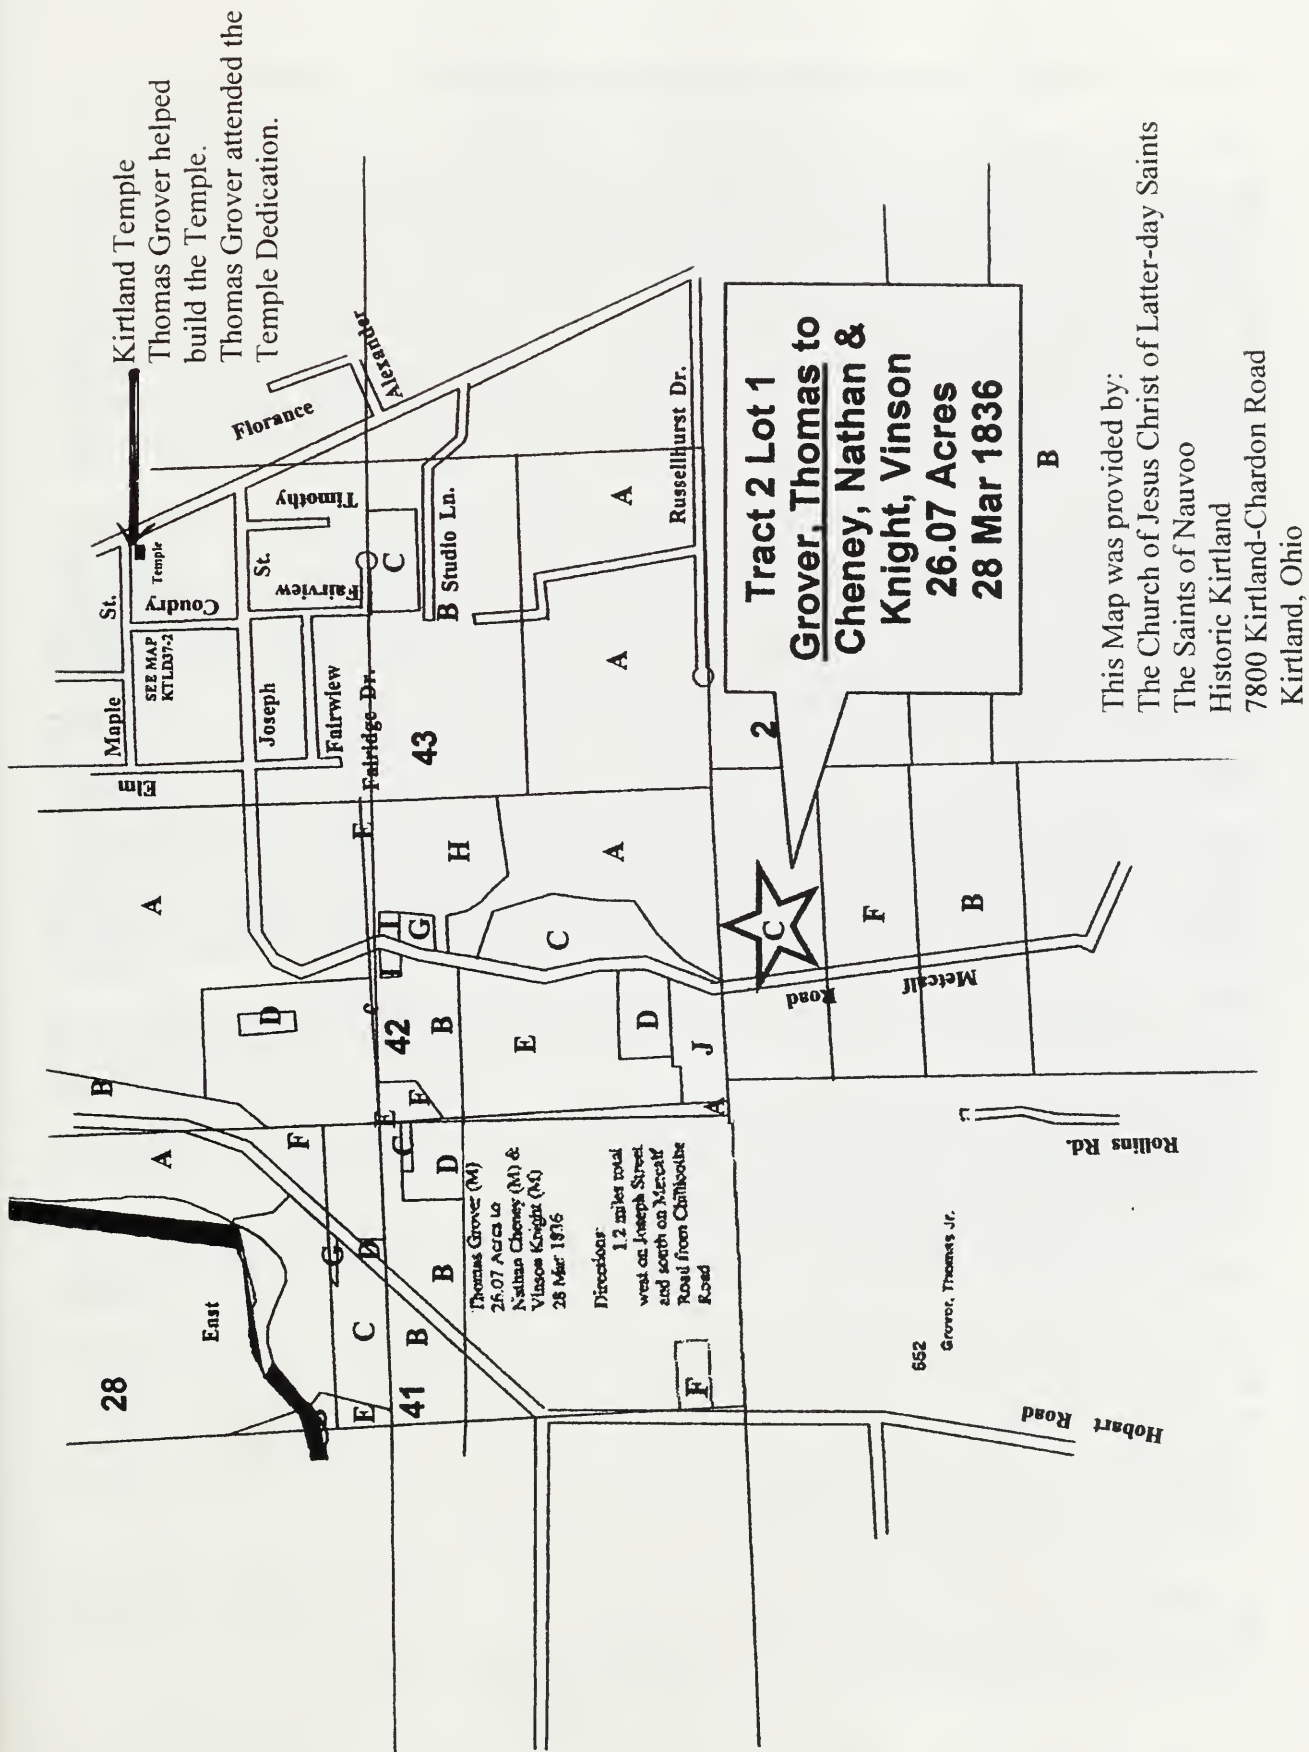 Kirtland Temple
Thomas Grover helped
build the Temple.
Thomas Grover attended the
Temple Dedication.
28
East
A
B
F
G
D
C
E
41
B
B
D
C
E
F
A
D
A
Elm
Maple St.
SEE MAP
KTLD37-2
Temple
Coudry
Joseph St.
Fairview
Fairview
Timothy
Florance
Alexander
Fairidge Dr.
E
42
B
I
I
G
H
43
C
B Studio Ln.
E
C
A
A
A
D
J
A
Russellhurst Dr.
Thomas Grover (M)
26.07 Acres to
Nathan Cheney (M) &
Vinson Knight (M)
28 Mar 1836
Directions:
1.2 miles total
west on Joseph Street
and south on Metcalf
Road from Chillicothe
Road
F
2
Tract 2 Lot 1
Grover, Thomas to
Cheney, Nathan &
Knight, Vinson
26.07 Acres
28 Mar 1836
C
F
B
B
Metcalf Road
Rollins Rd.
652
Grover, Thomas Jr.
Hobart Road
This Map was provided by:
The Church of Jesus Christ of Latter-day Saints
The Saints of Nauvoo
Historic Kirtland
7800 Kirtland-Chardon Road
Kirtland, Ohio